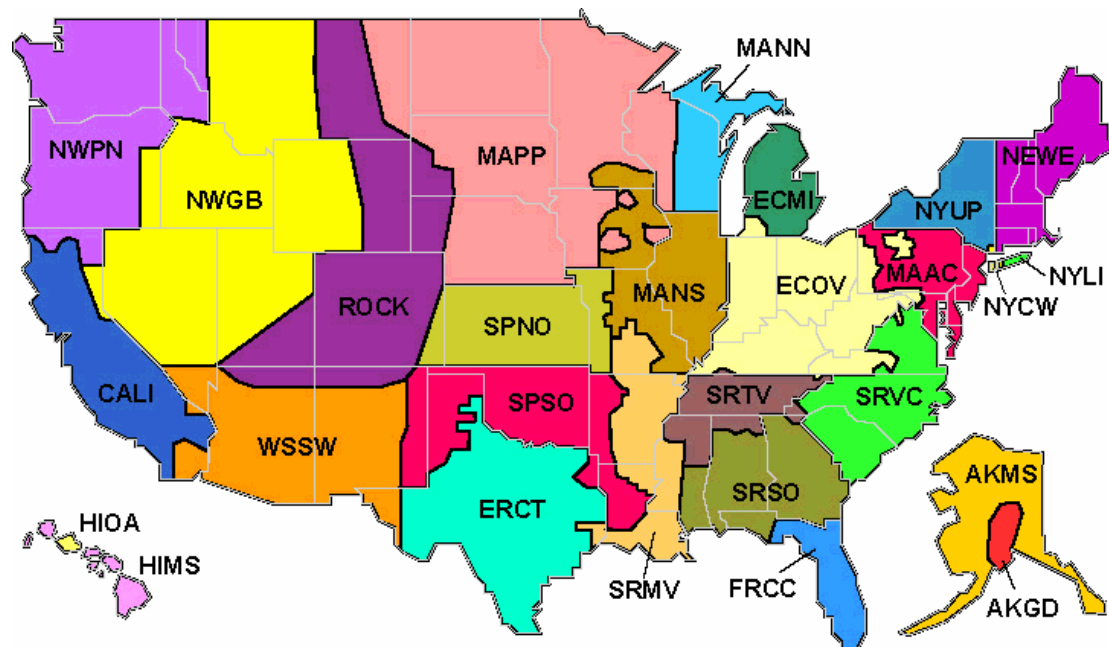 MANN
NWPN
MAPP
NEWE
NWGB
ECMI
NYUP
MAAC
NYLI
ECOV
NYCW
ROCK
MANS
SPNO
CALI
SPSO
SRTV
SRVC
WSSW
AKMS
SRSO
ERCT
HIOA
HIMS
SRMV
FRCC
AKGD